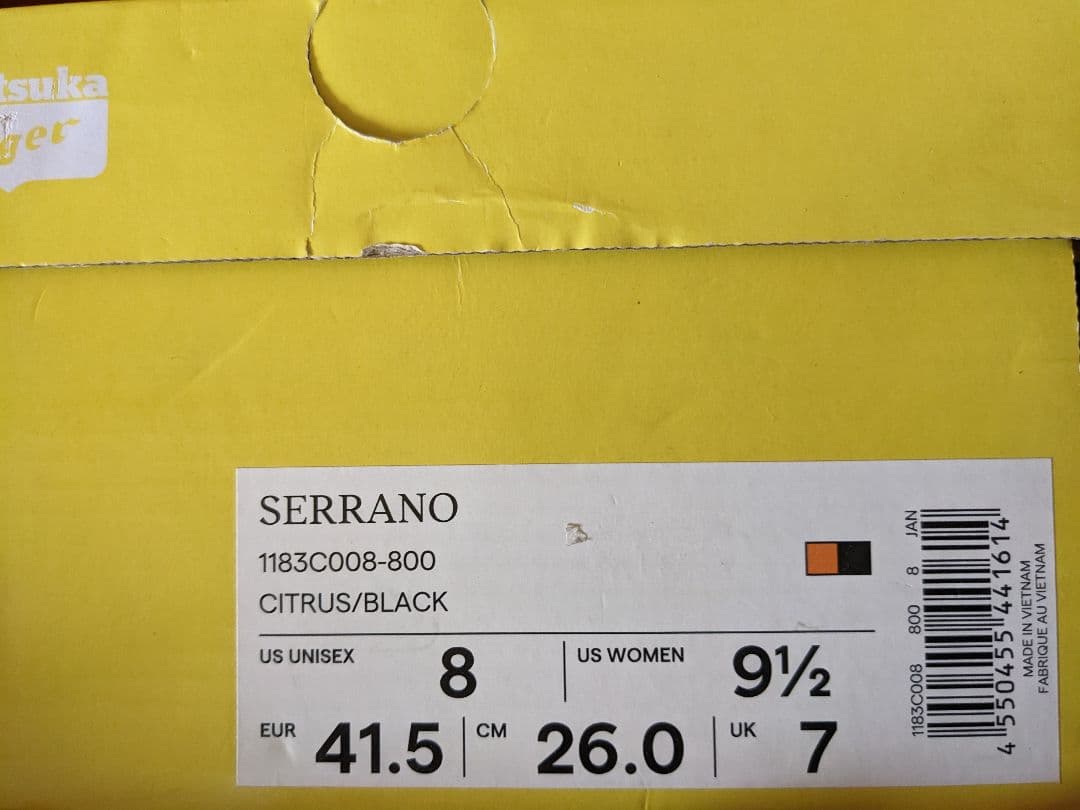 tsuka
ger
SERRANO
1183C008-800
CITRUS/BLACK
US UNISEX 8 US WOMEN 9½
EUR 41.5 CM 26.0 UK 7
1183C008 800 8 JAN
4 550455 441614
MADE IN VIETNAM
FABRIQUE AU VIETNAM